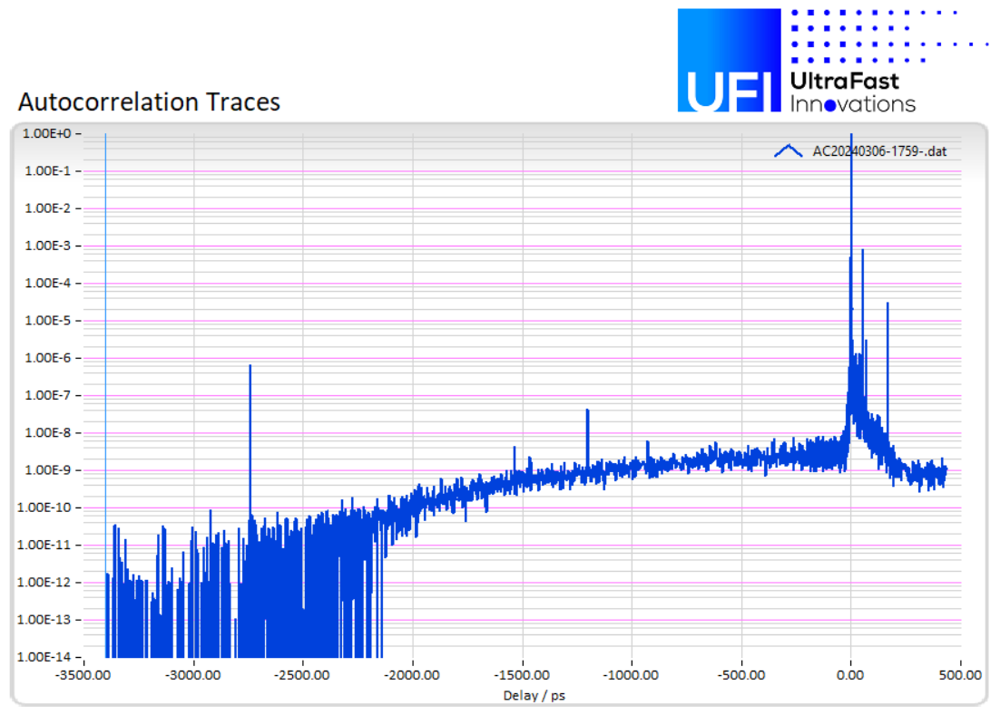 UFI
UltraFast
Innovations
Autocorrelation Traces
AC20240306-1759-.dat
1.00E+0
1.00E-1
1.00E-2
1.00E-3
1.00E-4
1.00E-5
1.00E-6
1.00E-7
1.00E-8
1.00E-9
1.00E-10
1.00E-11
1.00E-12
1.00E-13
1.00E-14
-3500.00 -3000.00 -2500.00 -2000.00 -1500.00 -1000.00 -500.00 0.00 500.00
Delay / ps